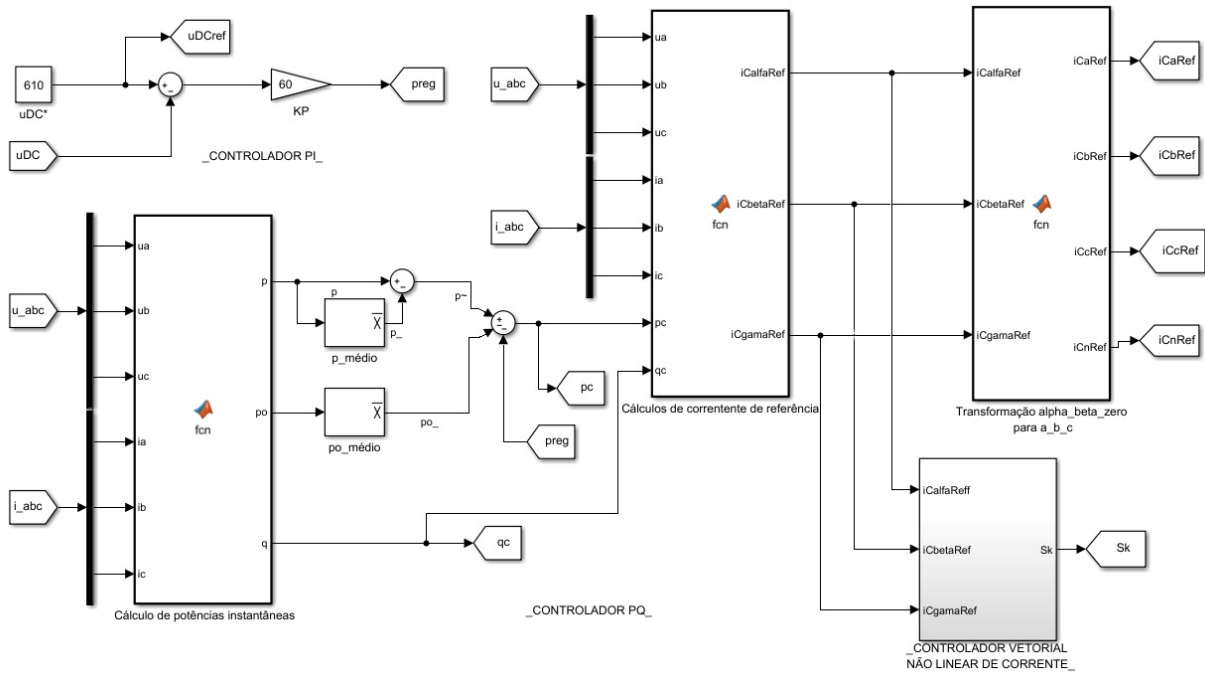 uDCref
610
uDC*
60
KP
preg
uDC
_CONTROLADOR PI_
u_abc
i_abc
ua
ub
uc
ia
ib
ic
pc
qc
fcn
iCalfaRef
iCbetaRef
iCgamaRef
Cálculos de correntente de referência
iCalfaRef
iCbetaRef
iCgamaRef
fcn
iCaRef
iCbRef
iCcRef
iCnRef
iCaRef
iCbRef
iCcRef
iCnRef
Transformação alpha_beta_zero
para a_b_c
u_abc
i_abc
ua
ub
uc
ia
ib
ic
fcn
p
po
q
Cálculo de potências instantâneas
p
X
p_
p_médio
X
po_
po_médio
p~
pc
preg
qc
_CONTROLADOR PQ_
iCalfaReff
iCbetaRef
iCgamaRef
Sk
Sk
_CONTROLADOR VETORIAL
NÃO LINEAR DE CORRENTE_